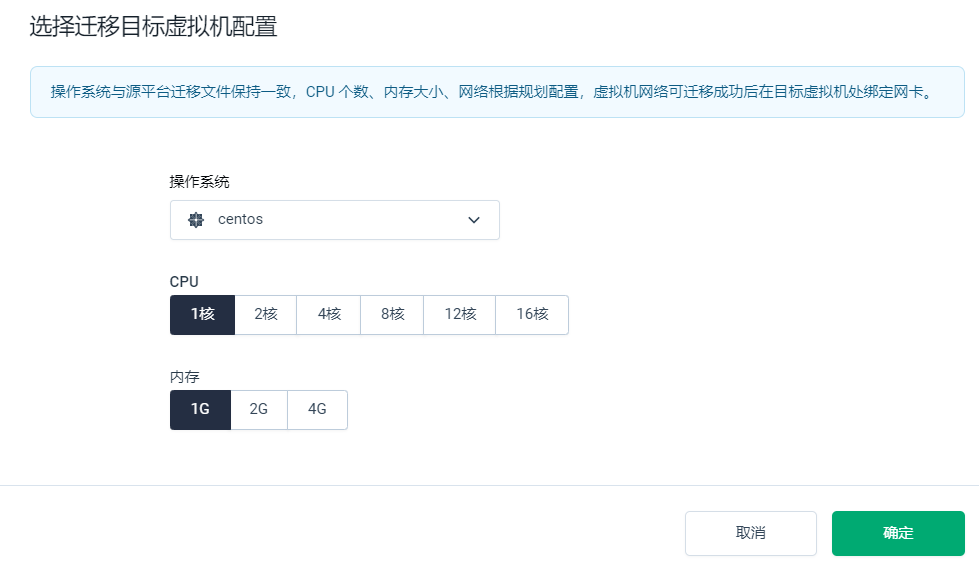 选择迁移目标虚拟机配置
操作系统与源平台迁移文件保持一致，CPU 个数、内存大小、网络根据规划配置，虚拟机网络可迁移成功后在目标虚拟机处绑定网卡。
操作系统
centos
CPU
1核 2核 4核 8核 12核 16核
内存
1G 2G 4G
取消 确定